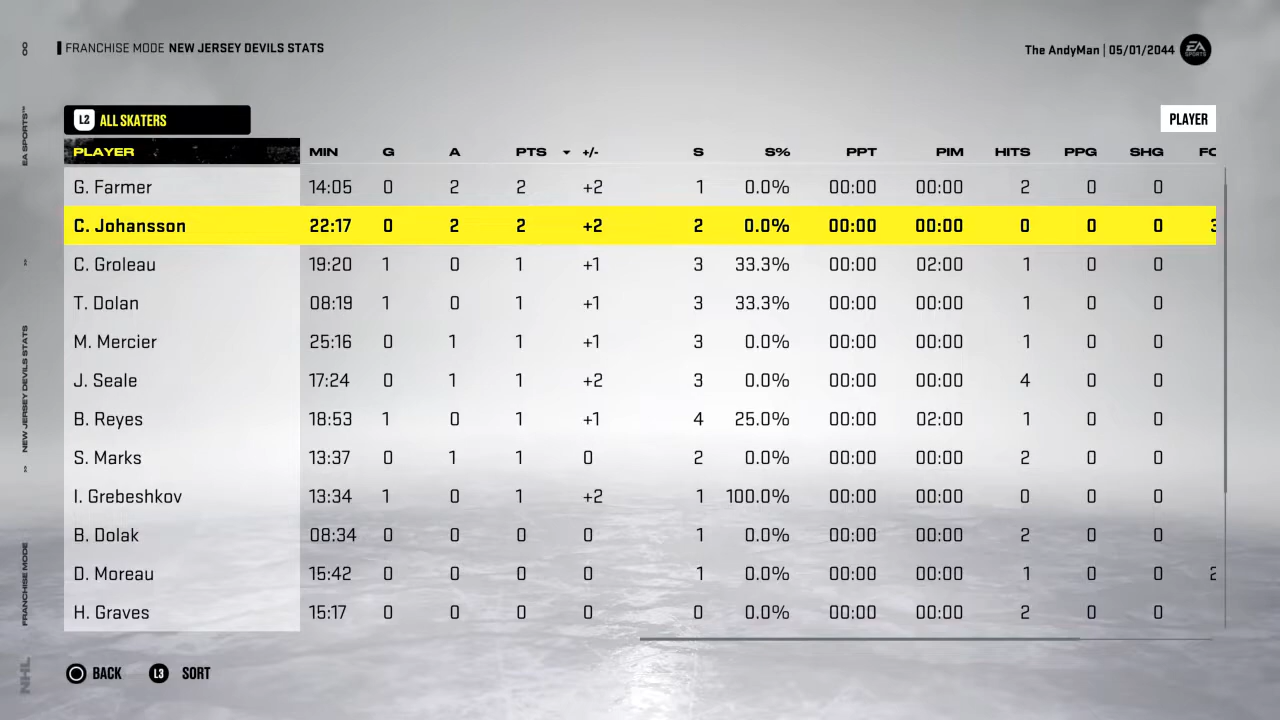 FRANCHISE MODE NEW JERSEY DEVILS STATS
The AndyMan | 05/01/2044 EA SPORTS
L2 ALL SKATERS
PLAYER
PLAYER MIN G A PTS +/- S S% PPT PIM HITS PPG SHG
G. Farmer 14:05 0 2 2 +2 1 0.0% 00:00 00:00 2 0 0
C. Johansson 22:17 0 2 2 +2 2 0.0% 00:00 00:00 0 0 0
C. Groleau 19:20 1 0 1 +1 3 33.3% 00:00 02:00 1 0 0
T. Dolan 08:19 1 0 1 +1 3 33.3% 00:00 00:00 1 0 0
M. Mercier 25:16 0 1 1 +1 3 0.0% 00:00 00:00 1 0 0
J. Seale 17:24 0 1 1 +2 3 0.0% 00:00 00:00 4 0 0
B. Reyes 18:53 1 0 1 +1 4 25.0% 00:00 02:00 1 0 0
S. Marks 13:37 0 1 1 0 2 0.0% 00:00 00:00 2 0 0
I. Grebeshkov 13:34 1 0 1 +2 1 100.0% 00:00 00:00 0 0 0
B. Dolak 08:34 0 0 0 0 1 0.0% 00:00 00:00 2 0 0
D. Moreau 15:42 0 0 0 0 1 0.0% 00:00 00:00 1 0 0
H. Graves 15:17 0 0 0 0 0 0.0% 00:00 00:00 2 0 0
BACK L3 SORT
NHL FRANCHISE MODE » NEW JERSEY DEVILS STATS » EA SPORTS™